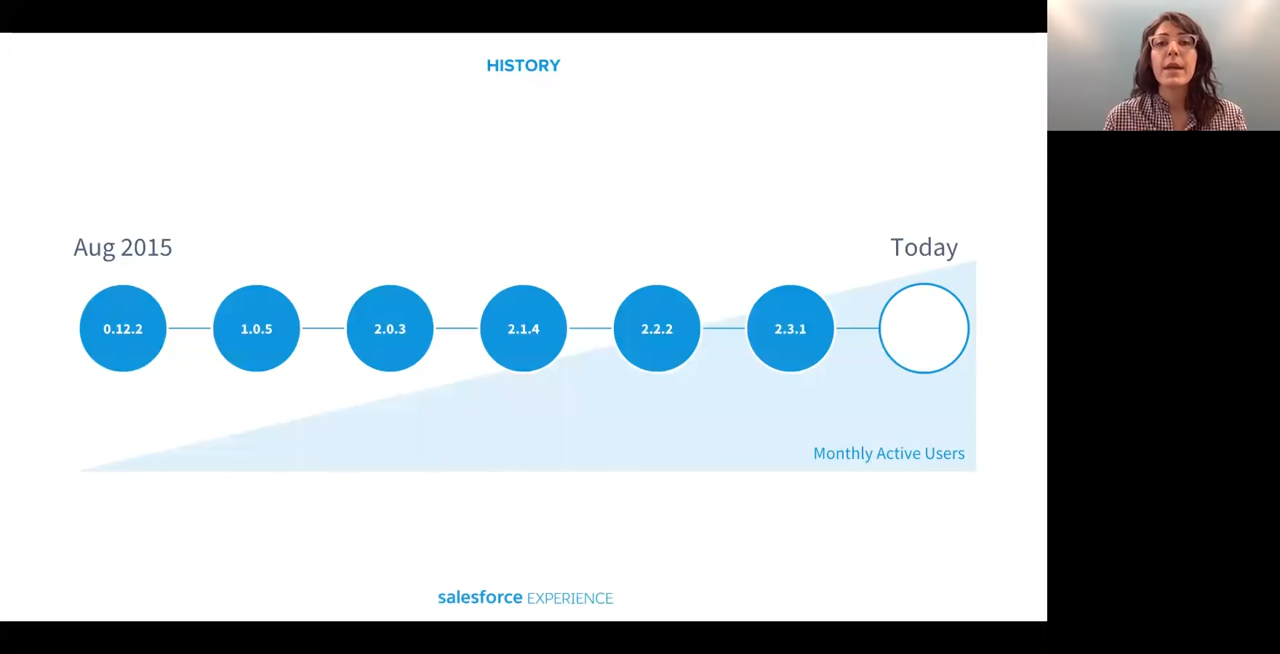 HISTORY
Aug 2015
Today
0.12.2
1.0.5
2.0.3
2.1.4
2.2.2
2.3.1
Monthly Active Users
salesforce EXPERIENCE